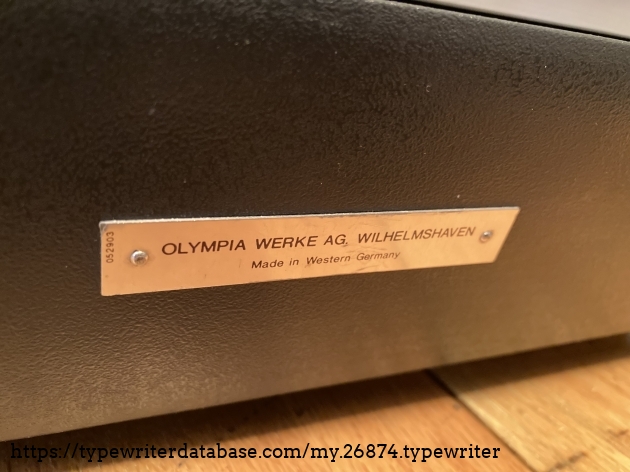 052903
OLYMPIA WERKE AG. WILHELMSHAVEN
Made in Western Germany
https://typewriterdatabase.com/my.26874.typewriter